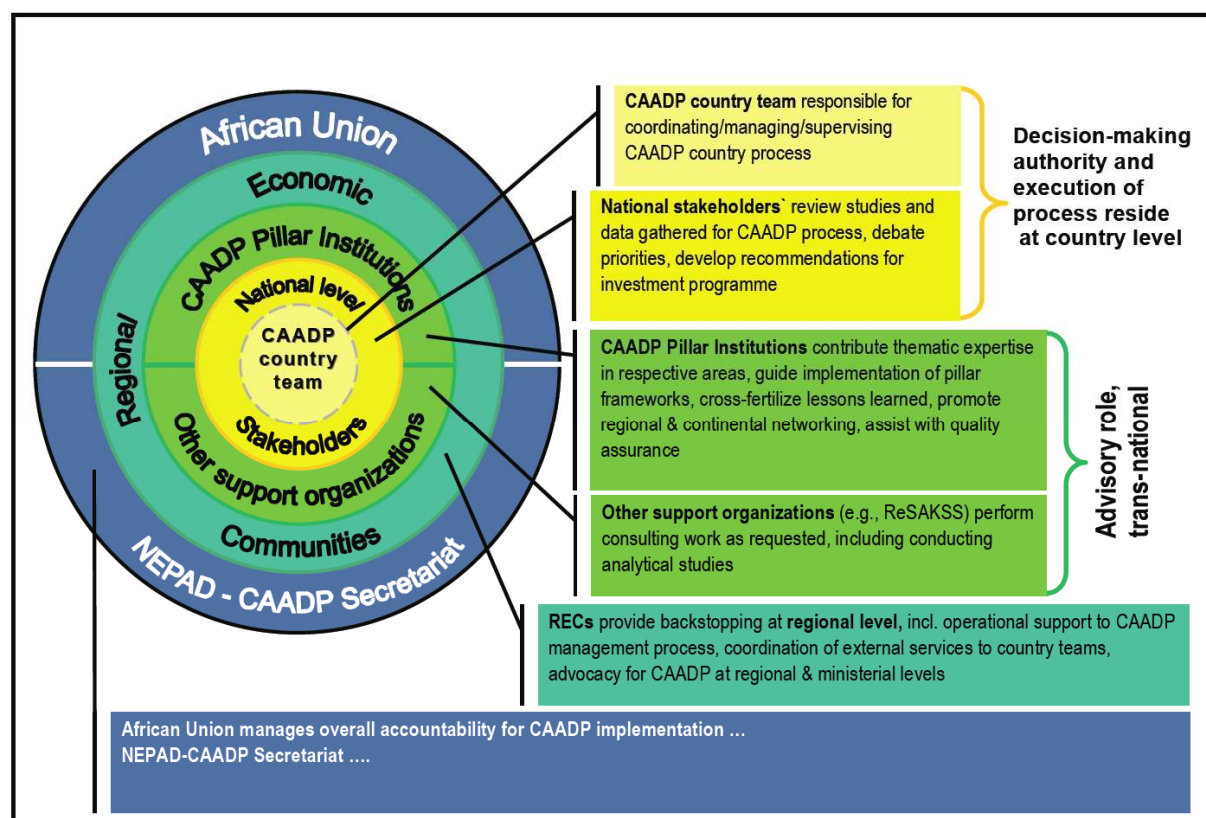 African Union
Economic
CAADP Pillar Institutions
National level/
CAADP
country
team
Stakeholders
Other support organizations
Regional/
Communities
NEPAD - CAADP Secretariat
CAADP country team responsible for
coordinating/managing/supervising
CAADP country process
National stakeholders` review studies and
data gathered for CAADP process, debate
priorities, develop recommendations for
investment programme
Decision-making
authority and
execution of
process reside
at country level
CAADP Pillar Institutions contribute thematic expertise
in respective areas, guide implementation of pillar
frameworks, cross-fertilize lessons learned, promote
regional & continental networking, assist with quality
assurance
Other support organizations (e.g., ReSAKSS) perform
consulting work as requested, including conducting
analytical studies
Advisory role,
trans-national
RECs provide backstopping at regional level, incl. operational support to CAADP
management process, coordination of external services to country teams,
advocacy for CAADP at regional & ministerial levels
African Union manages overall accountability for CAADP implementation …
NEPAD-CAADP Secretariat ….